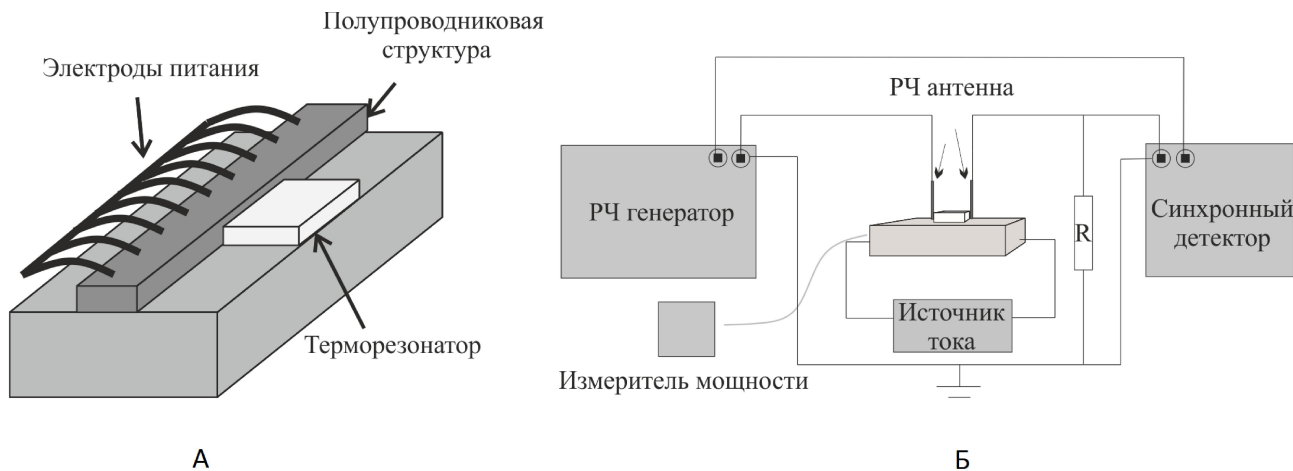 Полупроводниковая
структура
Электроды питания
Терморезонатор
А
РЧ антенна
РЧ генератор
Синхронный
детектор
R
Источник
тока
Измеритель мощности
Б